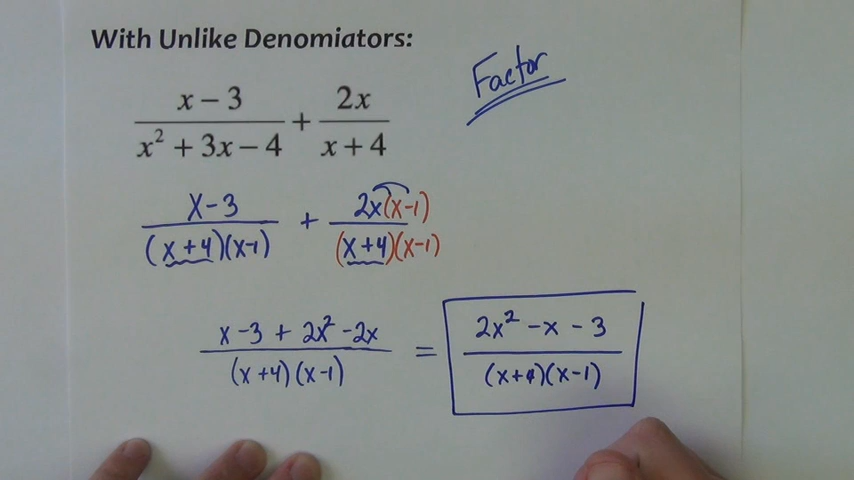 With Unlike Denomiators:
Factor
x − 3 / x² + 3x − 4 + 2x / x + 4
x-3 / (x+4)(x-1) + 2x(x-1) / (x+4)(x-1)
x-3 + 2x² -2x / (x+4)(x-1) = 2x² -x -3 / (x+4)(x-1)